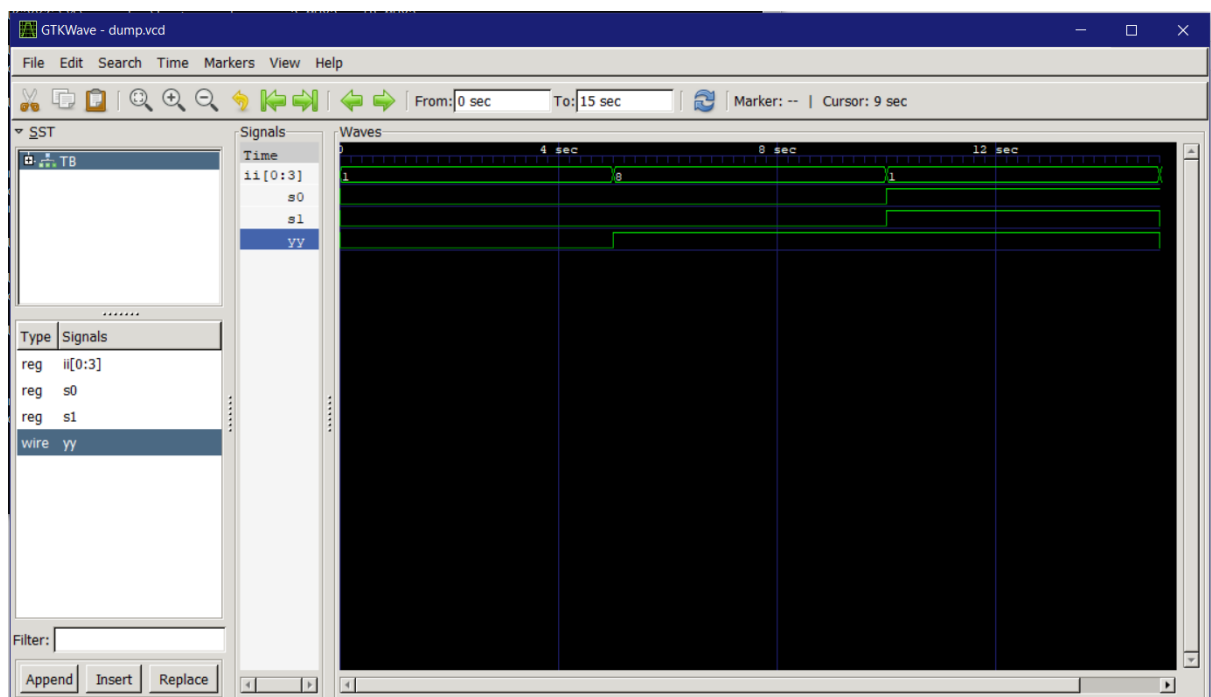 GTKWave - dump.vcd
File Edit Search Time Markers View Help
From: 0 sec To: 15 sec Marker: -- | Cursor: 9 sec
SST
TB
Type Signals
reg ii[0:3]
reg s0
reg s1
wire yy
Filter:
Append Insert Replace
Signals
Time
ii[0:3]
s0
s1
yy
Waves
0 4 sec 8 sec 12 sec
1 8 1